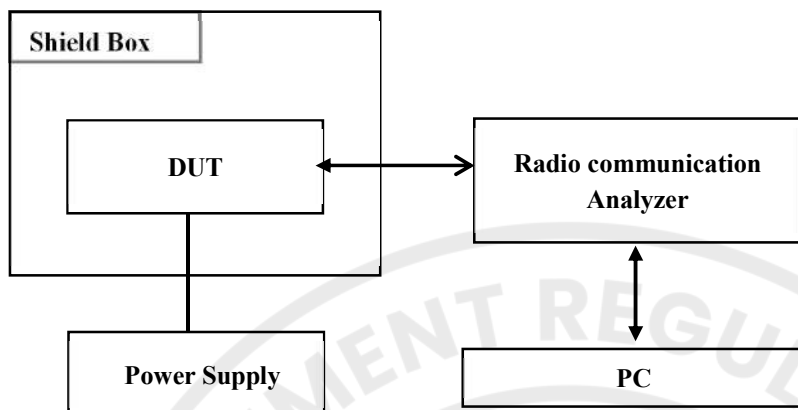 Shield Box
DUT
Radio communication
Analyzer
Power Supply
PC